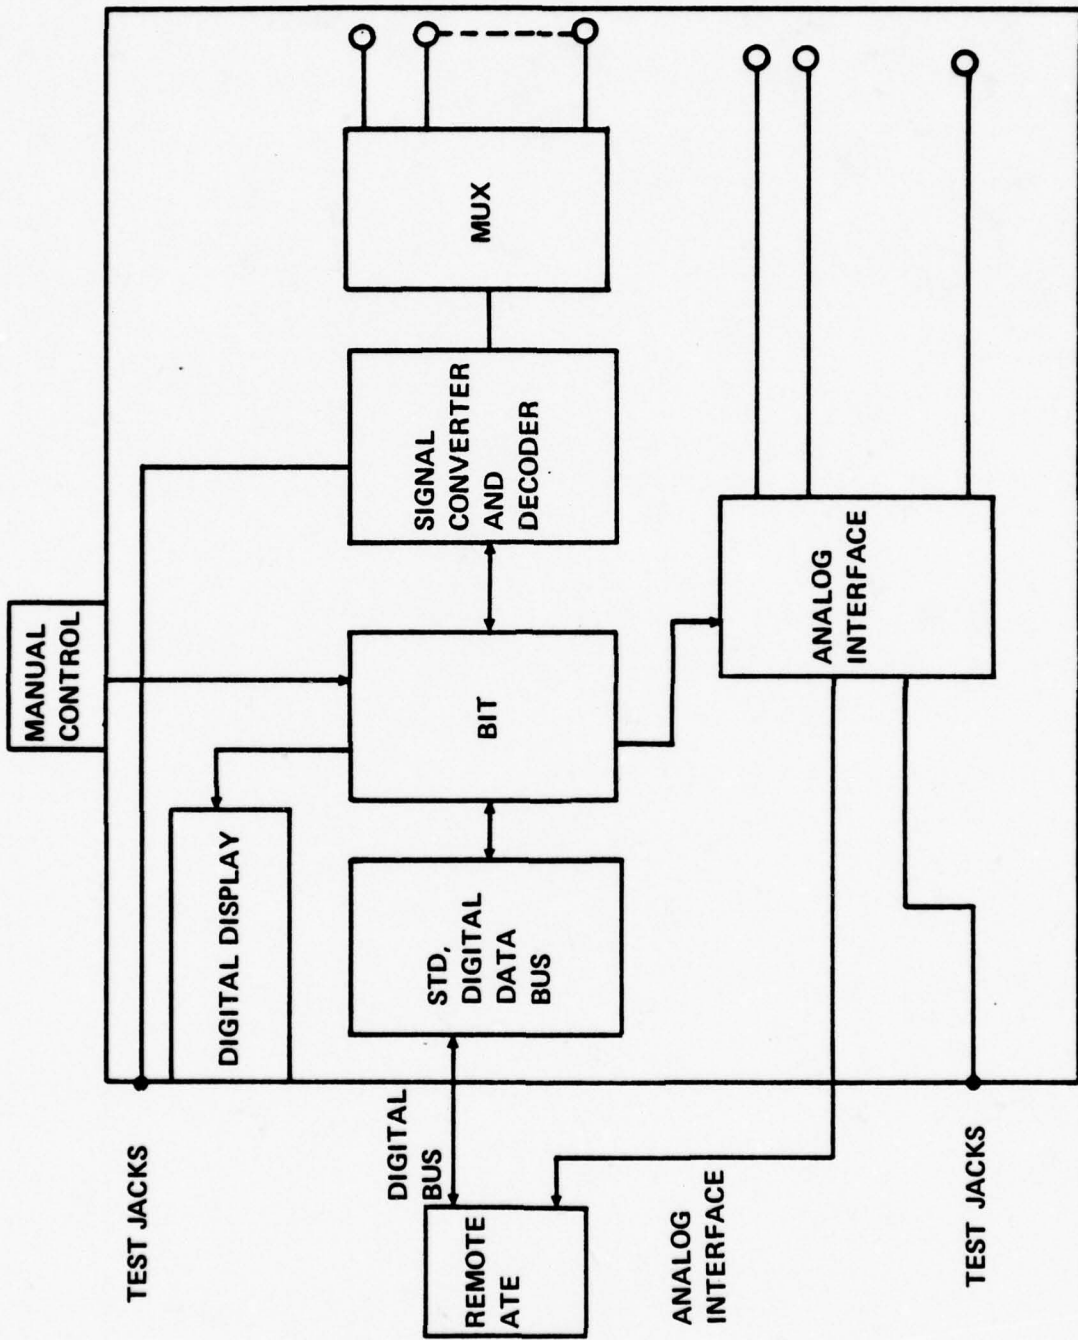 TEST JACKS
DIGITAL DISPLAY
MANUAL
CONTROL
DIGITAL
BUS
REMOTE
ATE
STD,
DIGITAL
DATA
BUS
BIT
SIGNAL
CONVERTER
AND
DECODER
MUX
ANALOG
INTERFACE
ANALOG
INTERFACE
TEST JACKS